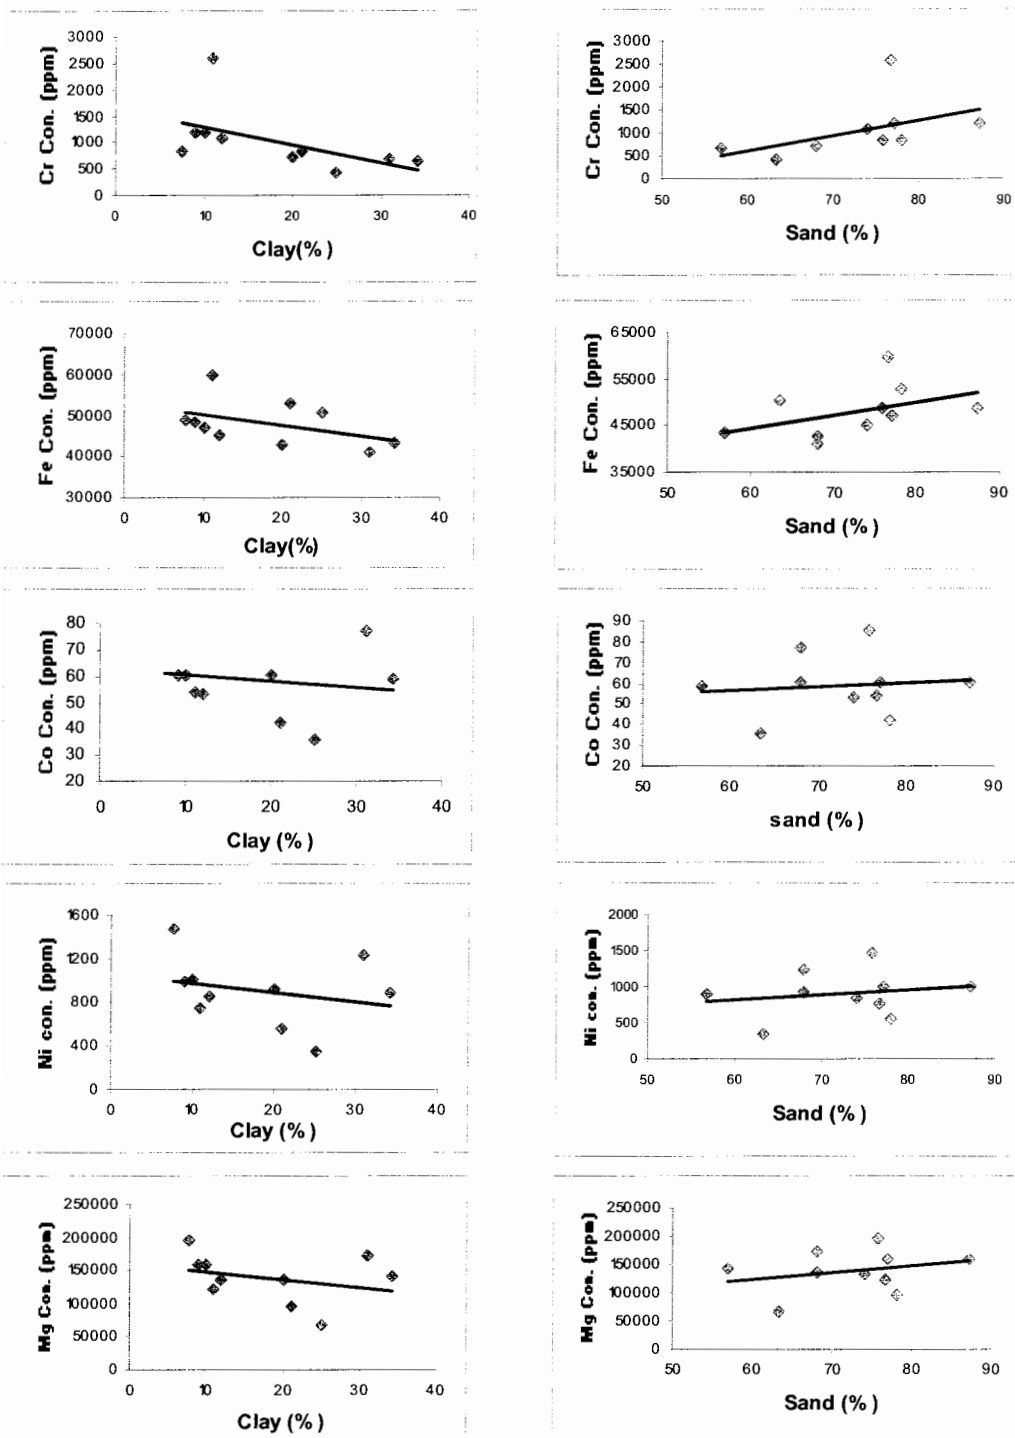 3000
2500
2000
1500
1000
500
0
Cr Con. (ppm)
0 10 20 30 40
Clay(%)
3000
2500
2000
1500
1000
500
0
Cr Con. (ppm)
50 60 70 80 90
Sand (%)
70000
60000
50000
40000
30000
Fe Con. (ppm)
0 10 20 30 40
Clay(%)
65000
55000
45000
35000
Fe Con. (ppm)
50 60 70 80 90
Sand (%)
80
70
60
50
40
30
20
Co Con. (ppm)
0 10 20 30 40
Clay (%)
90
80
70
60
50
40
30
20
Co Con. (ppm)
50 60 70 80 90
sand (%)
1600
1200
800
400
0
Ni con. (ppm)
0 10 20 30 40
Clay (%)
2000
1500
1000
500
0
Ni con. (ppm)
50 60 70 80 90
Sand (%)
250000
200000
150000
100000
50000
0
Mg Con. (ppm)
0 10 20 30 40
Clay (%)
250000
200000
150000
100000
50000
0
Mg Con. (ppm)
50 60 70 80 90
Sand (%)